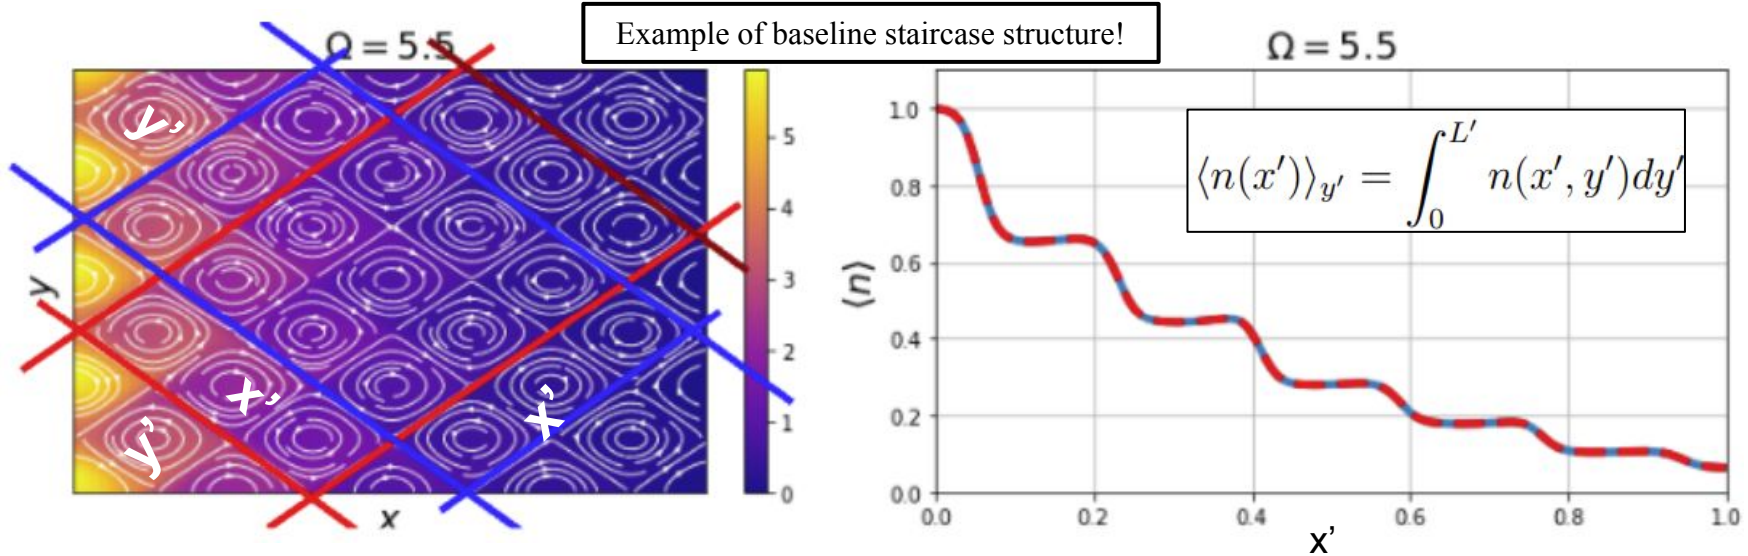 Example of baseline staircase structure!
Ω = 5.5
y’
x’
y’
x’
y
x
5
4
3
2
1
0
Ω = 5.5
⟨n(x′)⟩y′ = ∫₀^L′ n(x′, y′)dy′
⟨n⟩
1.0
0.8
0.6
0.4
0.2
0.0
0.0 0.2 0.4 0.6 0.8 1.0
x’